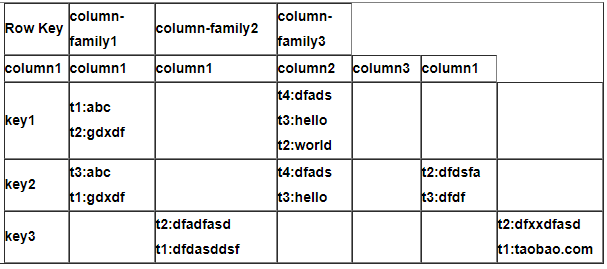 Row Key column-family1 column-family2 column-family3
column1 column1 column1 column2 column3 column1
key1 t1:abc t4:dfads
t2:gdxdf t3:hello
t2:world
key2 t3:abc t4:dfads t2:dfdsfa
t1:gdxdf t3:hello t3:dfdf
key3 t2:dfadfasd t2:dfxxdfasd
t1:dfdasddsf t1:taobao.com